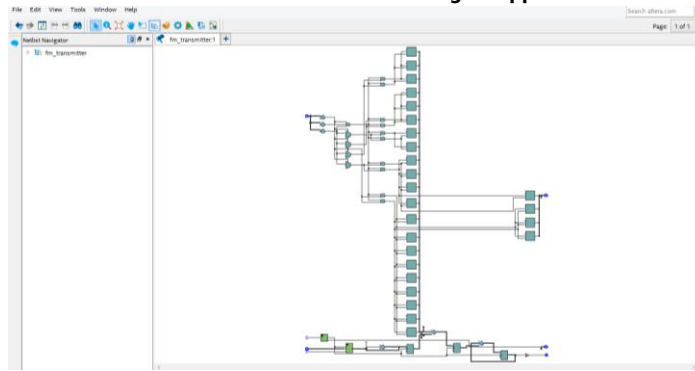 File Edit View Tools Window Help
Search altera.com
Page: 1 of 1
Netlist Navigator
fm_transmitter:1
fm_transmitter